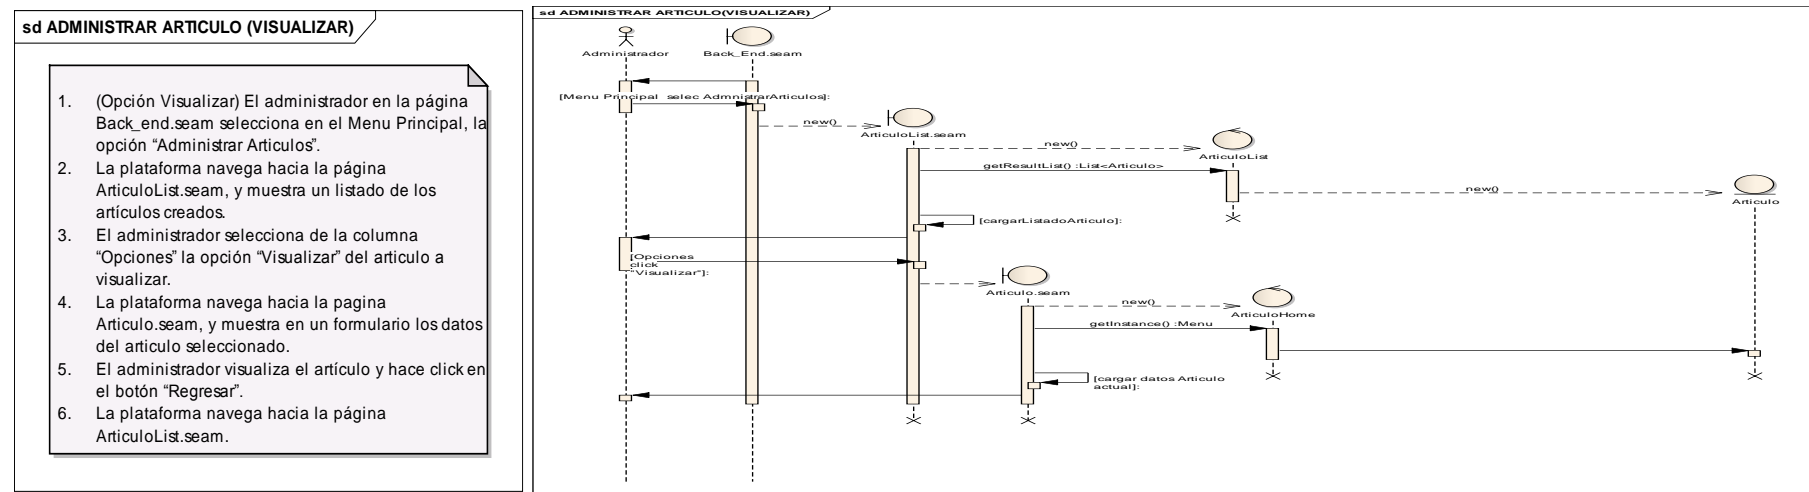 sd ADMINISTRAR ARTICULO (VISUALIZAR)
1. (Opción Visualizar) El administrador en la página
Back_end.seam selecciona en el Menu Principal, la
opción “Administrar Articulos”.
2. La plataforma navega hacia la página
ArticuloList.seam, y muestra un listado de los
artículos creados.
3. El administrador selecciona de la columna
“Opciones” la opción “Visualizar” del articulo a
visualizar.
4. La plataforma navega hacia la pagina
Articulo.seam, y muestra en un formulario los datos
del articulo seleccionado.
5. El administrador visualiza el artículo y hace click en
el botón “Regresar”.
6. La plataforma navega hacia la página
ArticuloList.seam.
sd ADMINISTRAR ARTICULO(VISUALIZAR)
Administrador
Back_End.seam
[Menu Principal selec AdmnistrarArticulos]:
new()
ArticuloList.seam
new()
ArticuloList
getResultList() :List<Articulo>
new()
Articulo
[cargarListadoArticulo]:
[Opciones
click
"Visualizar"]:
Articulo.seam
new()
ArticuloHome
getInstance() :Menu
[cargar datos Articulo
actual]: